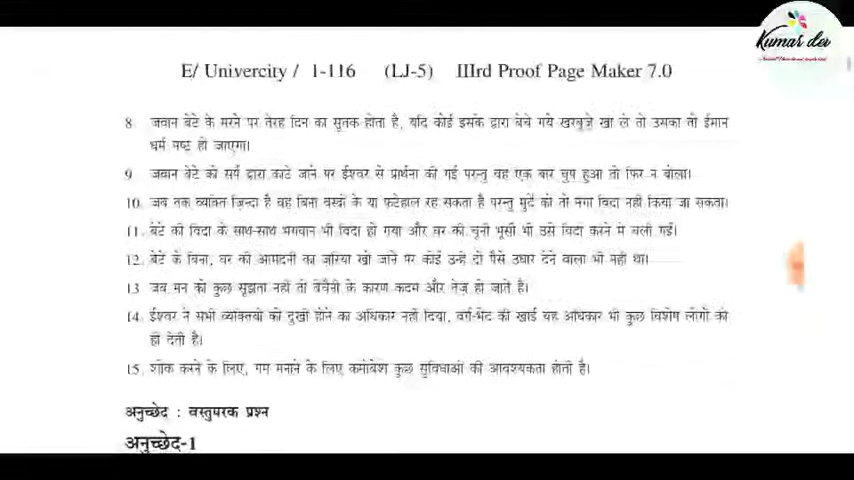 Kumar dev
E/ Univercity / 1-116 (LJ-5) IIIrd Proof Page Maker 7.0
8. जवान बेटे के मरने पर तेरह दिन का सूतक होता है, यदि कोई इसके द्वारा बेचे गये खरबूजे खा ले तो उसका तो ईमान
धर्म नष्ट हो जाएगा।
9. जवान बेटे को सर्प द्वारा काटे जाने पर ईश्वर से प्रार्थना की गई परन्तु वह एक बार चुप हुआ तो फिर न बोला।
10. जब तक व्यक्ति ज़िन्दा है वह बिना वस्त्रों के या फटेहाल रह सकता है परन्तु मुर्दे को तो नंगा विदा नहीं किया जा सकता।
11. बेटे की विदा के साथ-साथ भगवान भी विदा हो गया और घर की चूनी भूसी भी उसे विदा करने में चली गई।
12. बेटे के बिना, घर की आमदनी का ज़रिया खो जाने पर कोई उन्हें दो पैसे उधार देने वाला भी नहीं था।
13 जब मन को कुछ सूझता नहीं तो बेचैनी के कारण कदम और तेज़ हो जाते है।
14. ईश्वर ने सभी व्यक्तियों को दुखी होने का अधिकार नहीं दिया, वर्ग-भेद की खाई यह अधिकार भी कुछ विशेष लोगों को
ही देती है।
15. शोक करने के लिए, गम मनाने के लिए कमोबेश कुछ सुविधाओं की आवश्यकता होती है।
अनुच्छेद : वस्तुपरक प्रश्न
अनुच्छेद-1